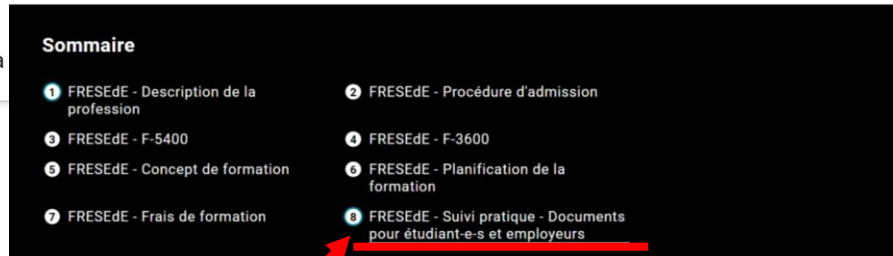 Sommaire
1 FRESEdE - Description de la
profession
2 FRESEdE - Procédure d'admission
3 FRESEdE - F-5400
4 FRESEdE - F-3600
5 FRESEdE - Concept de formation
6 FRESEdE - Planification de la
formation
7 FRESEdE - Frais de formation
8 FRESEdE - Suivi pratique - Documents
pour étudiant-e-s et employeurs